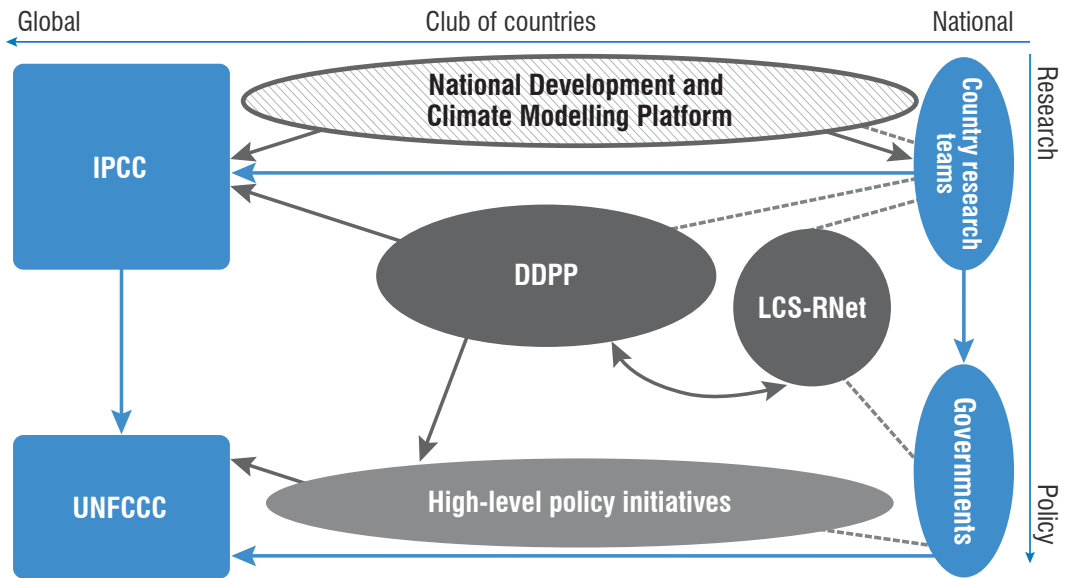 Global
Club of countries
National
National Development and
Climate Modelling Platform
Country research
teams
Research
IPCC
DDPP
LCS-RNet
Governments
High-level policy initiatives
UNFCCC
Policy